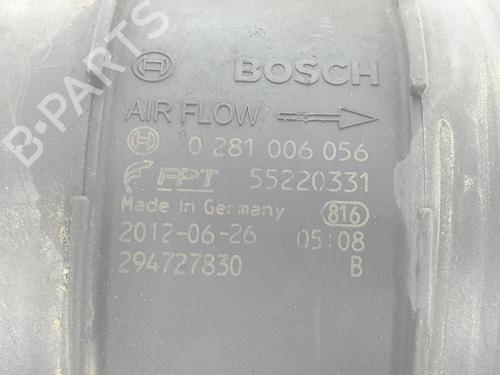 BOSCH
AIR FLOW
0 281 006 056
FPT 55220331
Made in Germany 816
2012-06-26 05:08
294727830 B
B-PARTS